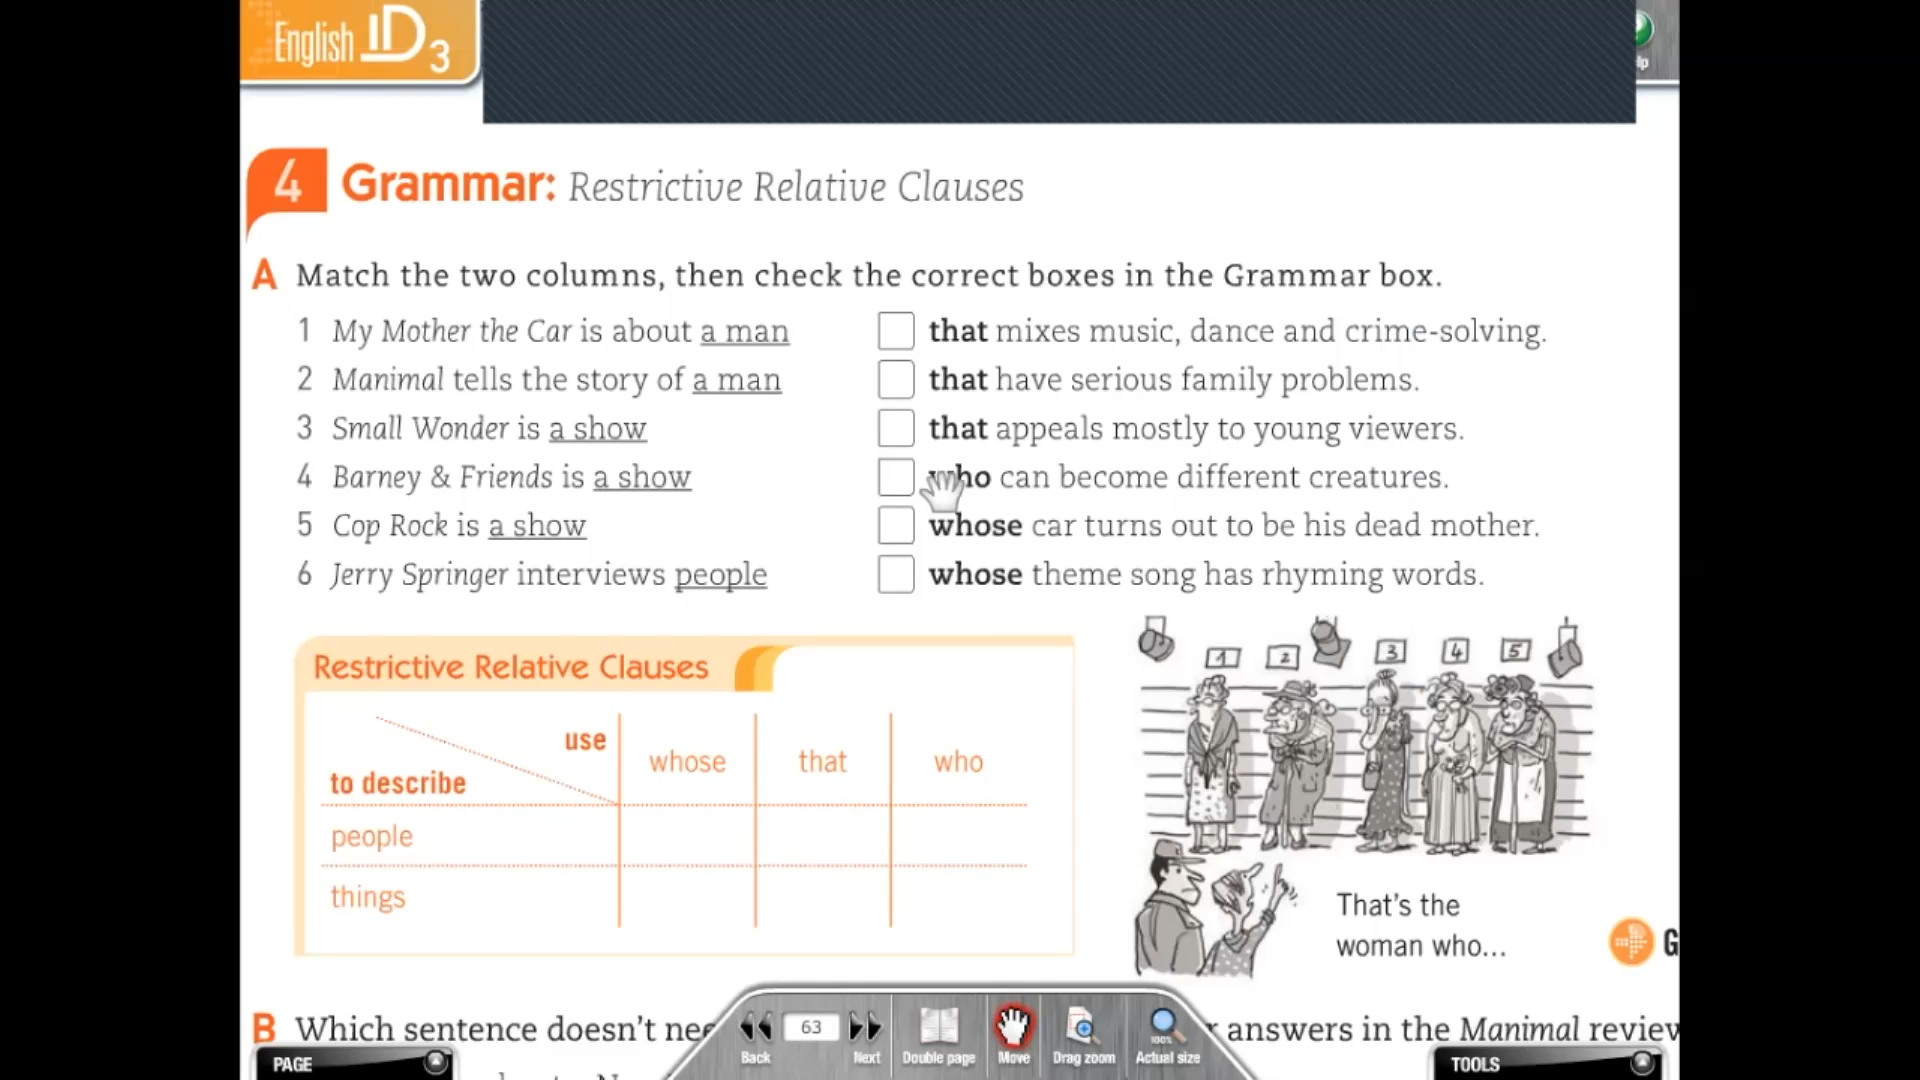 English ID 3
lp
4 Grammar: Restrictive Relative Clauses
A Match the two columns, then check the correct boxes in the Grammar box.
1 My Mother the Car is about a man
2 Manimal tells the story of a man
3 Small Wonder is a show
4 Barney & Friends is a show
5 Cop Rock is a show
6 Jerry Springer interviews people
that mixes music, dance and crime-solving.
that have serious family problems.
that appeals mostly to young viewers.
who can become different creatures.
whose car turns out to be his dead mother.
whose theme song has rhyming words.
Restrictive Relative Clauses
use
to describe
whose that who
people
things
1 2 3 4 5
That's the
woman who...
G
B Which sentence doesn't nee
r answers in the Manimal review
63
Back Next Double page Move Drag zoom 100% Actual size
PAGE
TOOLS